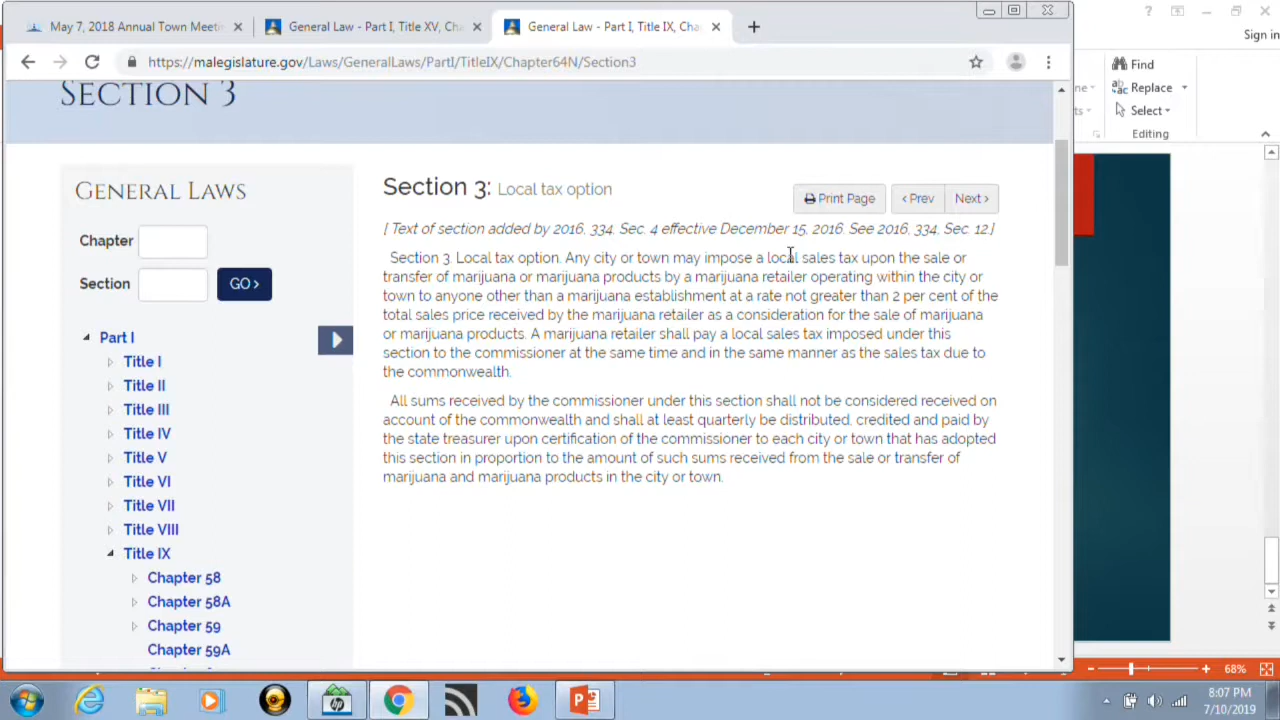 May 7, 2018 Annual Town Meeti
General Law - Part I, Title XV, Cha
General Law - Part I, Title IX, Cha
Sign in
https://malegislature.gov/Laws/GeneralLaws/PartI/TitleIX/Chapter64N/Section3
Find
Replace
Select
Editing
SECTION 3
GENERAL LAWS
Chapter
Section
GO ›
Part I
Title I
Title II
Title III
Title IV
Title V
Title VI
Title VII
Title VIII
Title IX
Chapter 58
Chapter 58A
Chapter 59
Chapter 59A
Section 3: Local tax option
Print Page
‹ Prev
Next ›
[ Text of section added by 2016, 334, Sec. 4 effective December 15, 2016. See 2016, 334, Sec. 12.]
Section 3. Local tax option. Any city or town may impose a local sales tax upon the sale or
transfer of marijuana or marijuana products by a marijuana retailer operating within the city or
town to anyone other than a marijuana establishment at a rate not greater than 2 per cent of the
total sales price received by the marijuana retailer as a consideration for the sale of marijuana
or marijuana products. A marijuana retailer shall pay a local sales tax imposed under this
section to the commissioner at the same time and in the same manner as the sales tax due to
the commonwealth.
All sums received by the commissioner under this section shall not be considered received on
account of the commonwealth and shall at least quarterly be distributed, credited and paid by
the state treasurer upon certification of the commissioner to each city or town that has adopted
this section in proportion to the amount of such sums received from the sale or transfer of
marijuana and marijuana products in the city or town.
68%
8:07 PM
7/10/2019